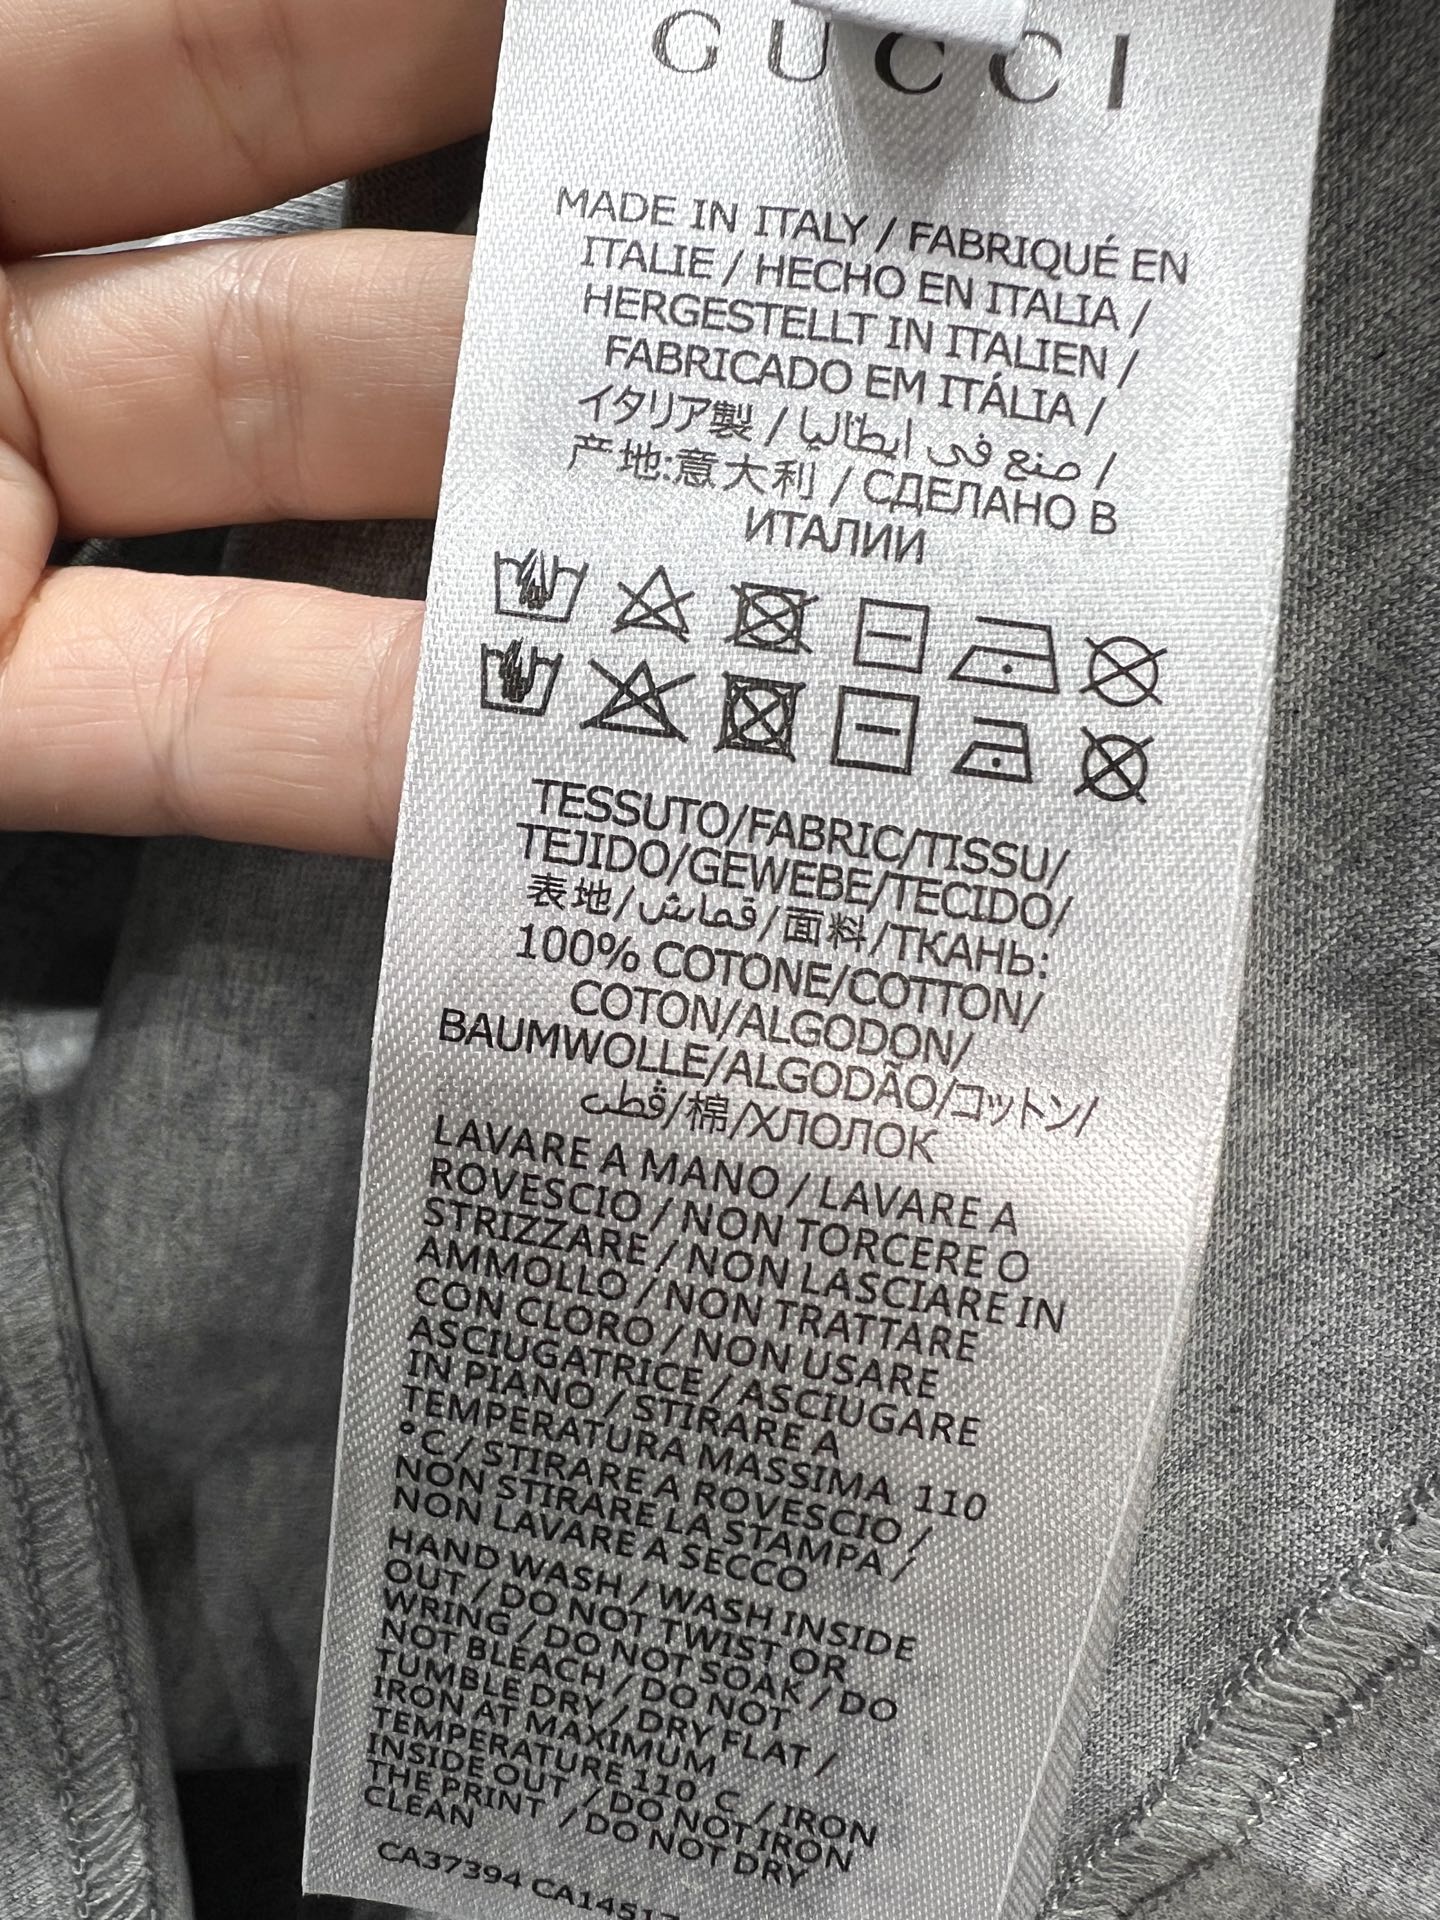 GUCCI
MADE IN ITALY / FABRIQUÉ EN
ITALIE / HECHO EN ITALIA /
HERGESTELLT IN ITALIEN /
FABRICADO EM ITÁLIA /
イタリア製 / صنع في ايطاليا /
产地:意大利 / СДЕЛАНО В
ИТАЛИИ
TESSUTO/FABRIC/TISSU/
TEJIDO/GEWEBE/TECIDO/
表地/قماش/面料/ТКАНЬ:
100% COTONE/COTTON/
COTON/ALGODON/
BAUMWOLLE/ALGODÃO/コットン/
قطن/棉/ХЛОПОК
LAVARE A MANO / LAVARE A
ROVESCIO / NON TORCERE O
STRIZZARE / NON LASCIARE IN
AMMOLLO / NON TRATTARE
CON CLORO / NON USARE
ASCIUGATRICE / ASCIUGARE
IN PIANO / STIRARE A
TEMPERATURA MASSIMA 110
°C / STIRARE A ROVESCIO /
NON STIRARE LA STAMPA /
NON LAVARE A SECCO
HAND WASH / WASH INSIDE
OUT / DO NOT TWIST OR
WRING / DO NOT SOAK / DO
NOT BLEACH / DO NOT
TUMBLE DRY / DRY FLAT /
IRON AT MAXIMUM
TEMPERATURE 110 C / IRON
INSIDE OUT / DO NOT IRON
THE PRINT / DO NOT DRY
CLEAN
CA37394 CA14517